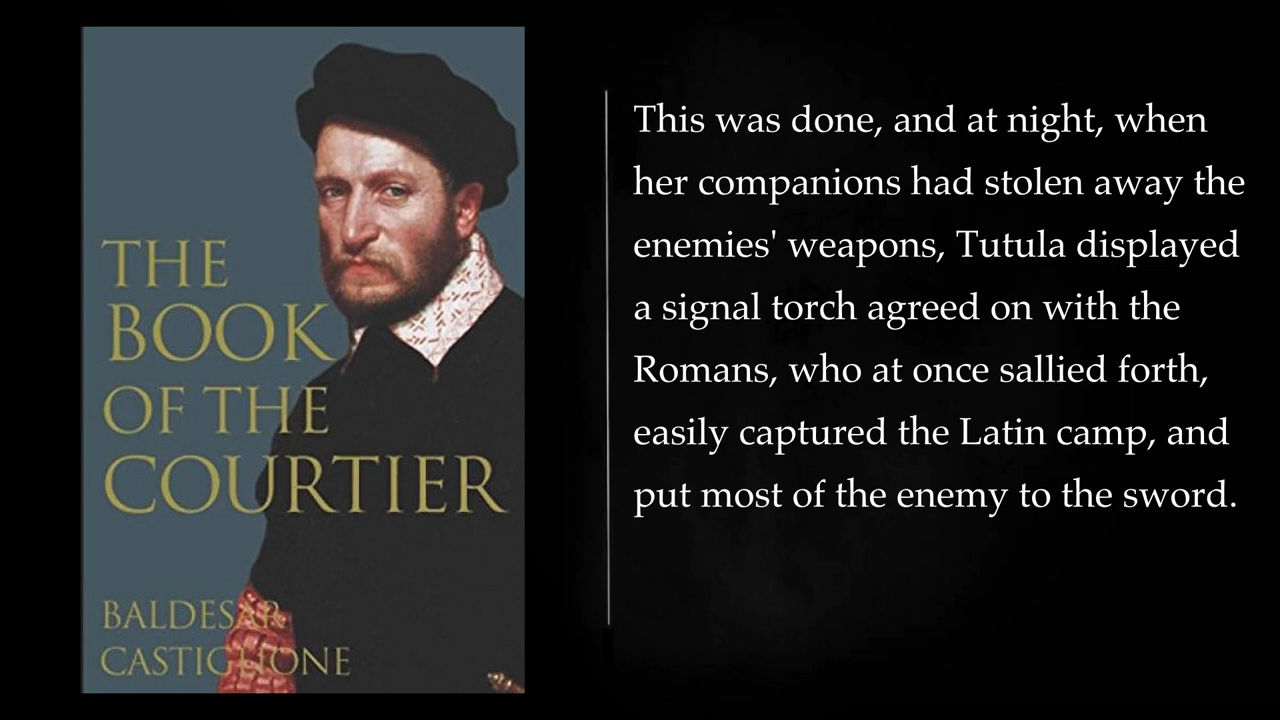 THE
BOOK
OF THE
COURTIER
BALDESAR
CASTIGLIONE
This was done, and at night, when
her companions had stolen away the
enemies' weapons, Tutula displayed
a signal torch agreed on with the
Romans, who at once sallied forth,
easily captured the Latin camp, and
put most of the enemy to the sword.